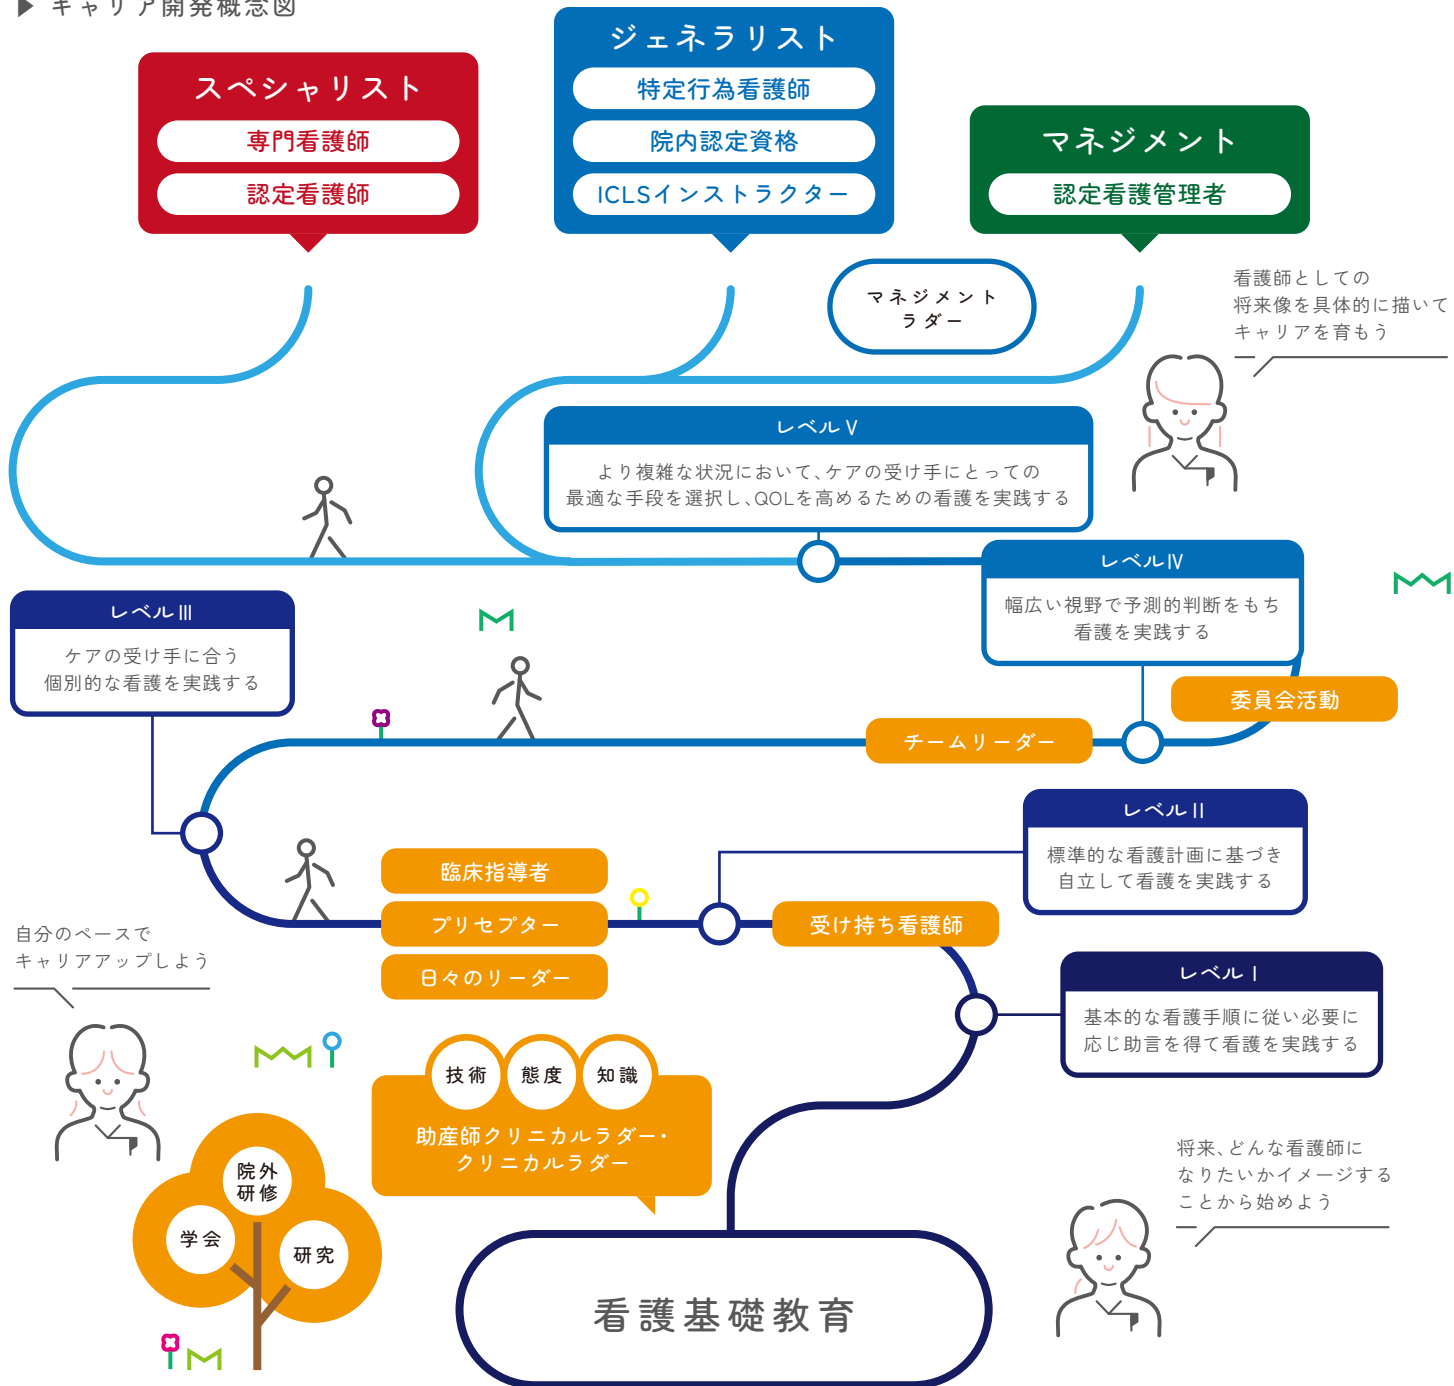 ▶ キャリア開発概念図
スペシャリスト
専門看護師
認定看護師
ジェネラリスト
特定行為看護師
院内認定資格
ICLSインストラクター
マネジメント
認定看護管理者
マネジメント
ラダー
看護師としての
将来像を具体的に描いて
キャリアを育もう
レベルⅤ
より複雑な状況において、ケアの受け手にとっての
最適な手段を選択し、QOLを高めるための看護を実践する
レベルⅣ
幅広い視野で予測的判断をもち
看護を実践する
レベルⅢ
ケアの受け手に合う
個別的な看護を実践する
委員会活動
チームリーダー
レベルⅡ
標準的な看護計画に基づき
自立して看護を実践する
臨床指導者
プリセプター
日々のリーダー
受け持ち看護師
自分のペースで
キャリアアップしよう
レベルⅠ
基本的な看護手順に従い必要に
応じ助言を得て看護を実践する
技術
態度
知識
助産師クリニカルラダー・
クリニカルラダー
院外
研修
学会
研究
将来、どんな看護師に
なりたいかイメージする
ことから始めよう
看護基礎教育